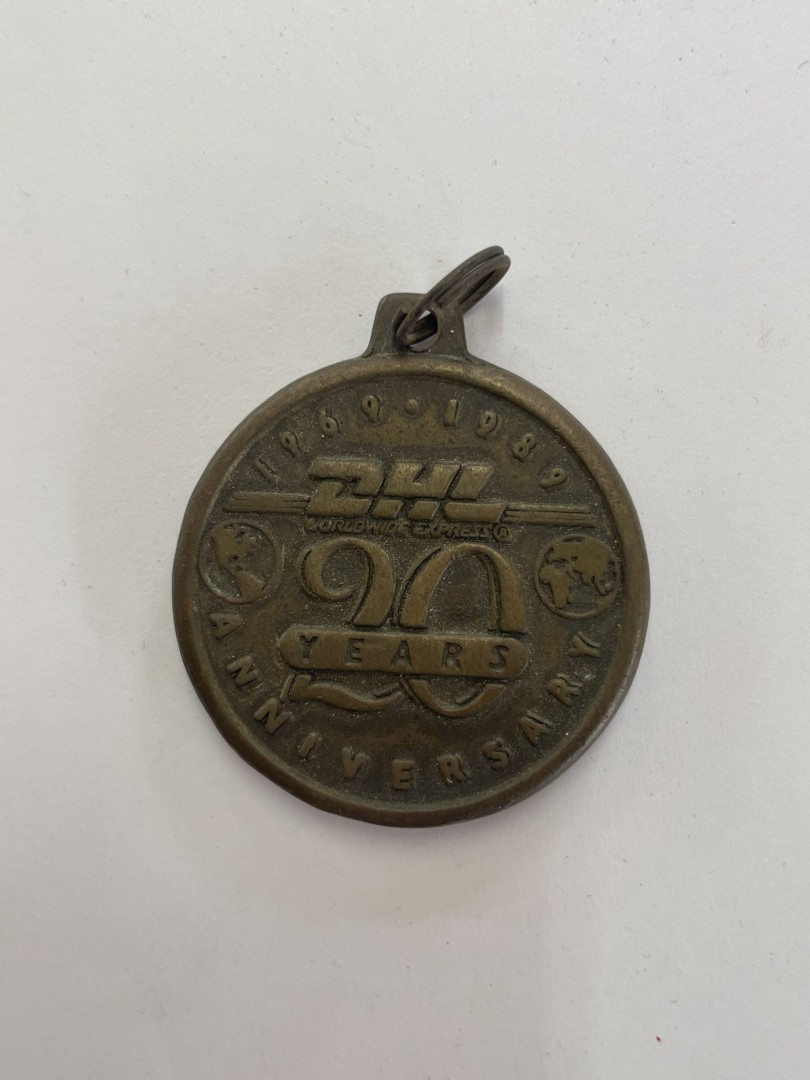 1969 • 1989
DHL
WORLDWIDE EXPRESS®
20
YEARS
ANNIVERSARY